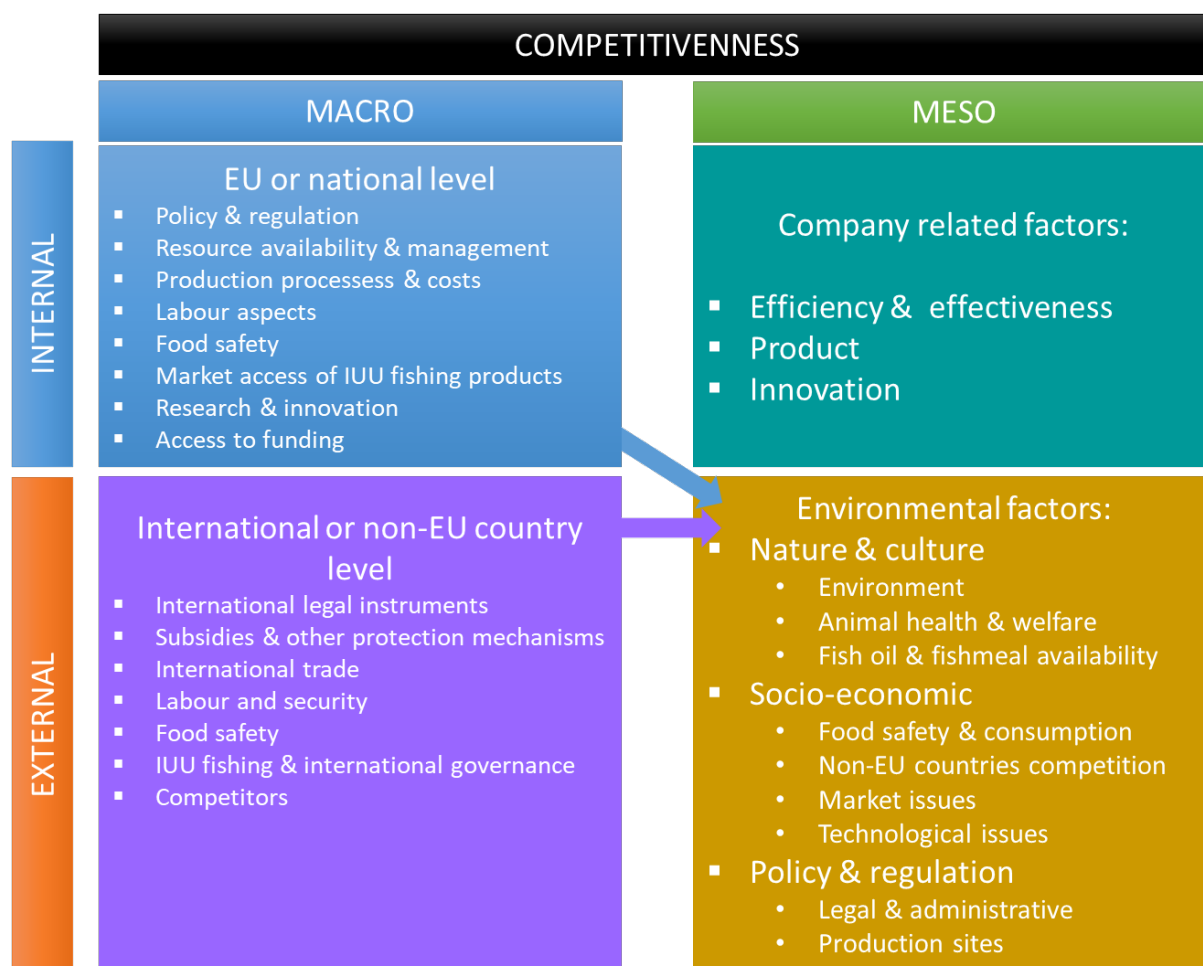 COMPETITIVENNESS
MACRO
MESO
INTERNAL
EU or national level
▪ Policy & regulation
▪ Resource availability & management
▪ Production processess & costs
▪ Labour aspects
▪ Food safety
▪ Market access of IUU fishing products
▪ Research & innovation
▪ Access to funding
Company related factors:
▪ Efficiency & effectiveness
▪ Product
▪ Innovation
EXTERNAL
International or non-EU country
level
▪ International legal instruments
▪ Subsidies & other protection mechanisms
▪ International trade
▪ Labour and security
▪ Food safety
▪ IUU fishing & international governance
▪ Competitors
Environmental factors:
▪ Nature & culture
• Environment
• Animal health & welfare
• Fish oil & fishmeal availability
▪ Socio-economic
• Food safety & consumption
• Non-EU countries competition
• Market issues
• Technological issues
▪ Policy & regulation
• Legal & administrative
• Production sites